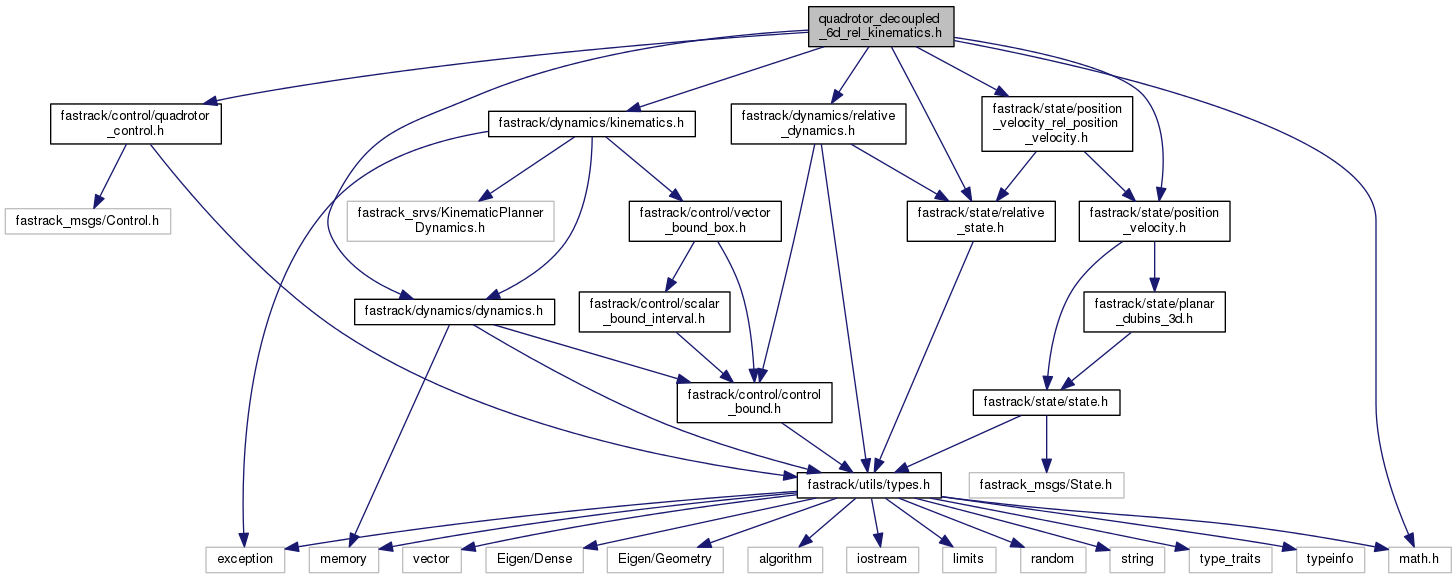 quadrotor_decoupled
_6d_rel_kinematics.h
fastrack/control/quadrotor
_control.h
fastrack/dynamics/kinematics.h
fastrack/dynamics/relative
_dynamics.h
fastrack/state/position
_velocity_rel_position
_velocity.h
fastrack_msgs/Control.h
fastrack_srvs/KinematicPlanner
Dynamics.h
fastrack/control/vector
_bound_box.h
fastrack/state/relative
_state.h
fastrack/state/position
_velocity.h
fastrack/dynamics/dynamics.h
fastrack/control/scalar
_bound_interval.h
fastrack/state/planar
_dubins_3d.h
fastrack/control/control
_bound.h
fastrack/state/state.h
fastrack/utils/types.h
fastrack_msgs/State.h
exception
memory
vector
Eigen/Dense
Eigen/Geometry
algorithm
iostream
limits
random
string
type_traits
typeinfo
math.h